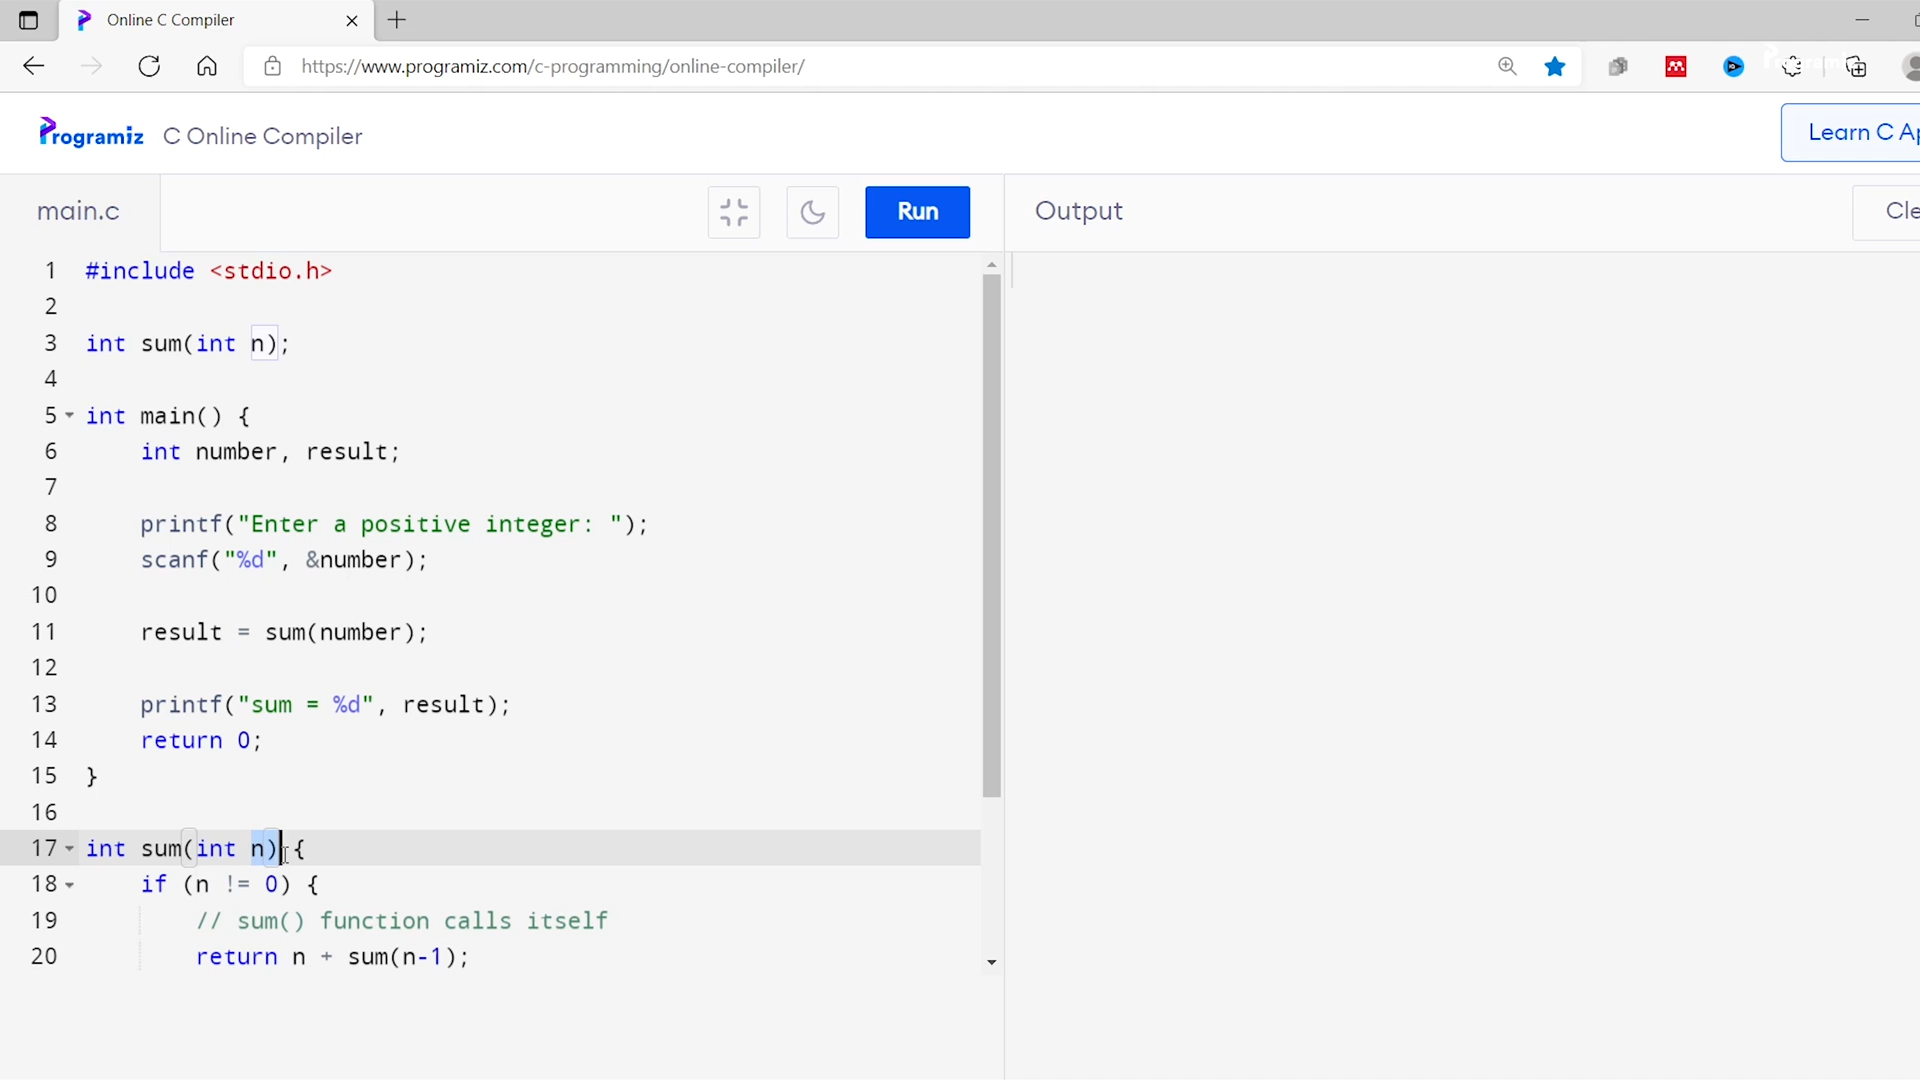 Online C Compiler
https://www.programiz.com/c-programming/online-compiler/
Programiz C Online Compiler
Learn C Ap
main.c
Run
Output
Cle
1 #include <stdio.h>
2
3 int sum(int n);
4
5 int main() {
6 int number, result;
7
8 printf("Enter a positive integer: ");
9 scanf("%d", &number);
10
11 result = sum(number);
12
13 printf("sum = %d", result);
14 return 0;
15 }
16
17 int sum(int n) {
18 if (n != 0) {
19 // sum() function calls itself
20 return n + sum(n-1);